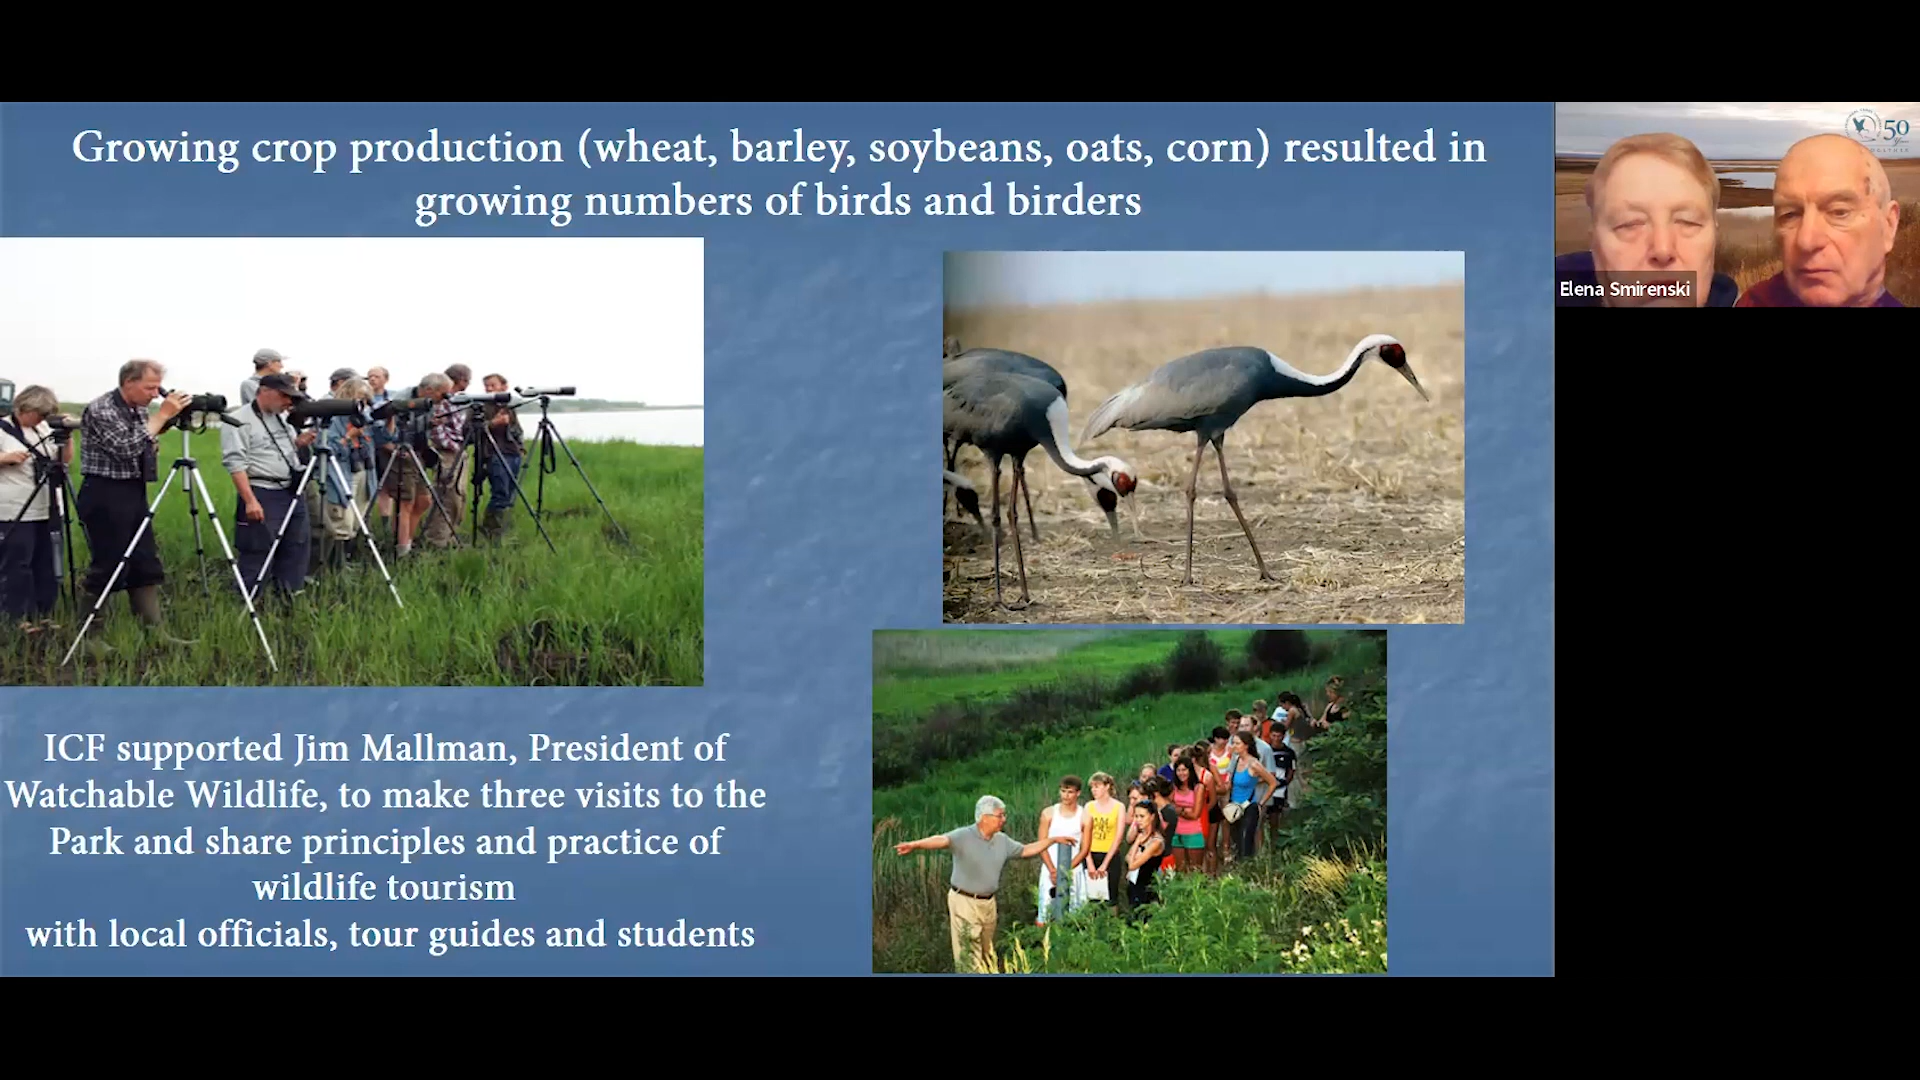 Growing crop production (wheat, barley, soybeans, oats, corn) resulted in
growing numbers of birds and birders
50
Elena Smirenski
ICF supported Jim Mallman, President of
Watchable Wildlife, to make three visits to the
Park and share principles and practice of
wildlife tourism
with local officials, tour guides and students